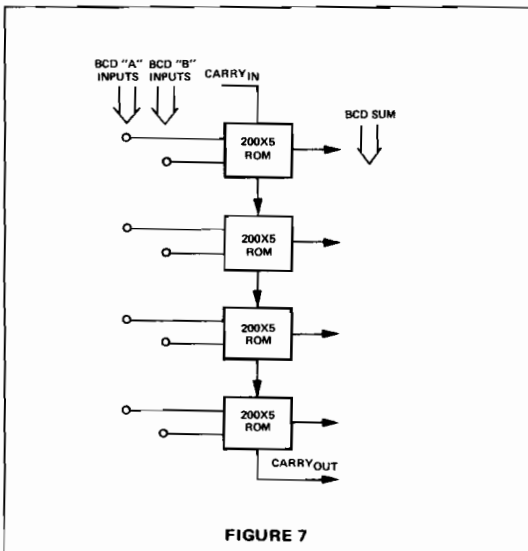 BCD "A" BCD "B"
INPUTS INPUTS
CARRYIN
BCD SUM
200X5
ROM
200X5
ROM
200X5
ROM
200X5
ROM
CARRYOUT
FIGURE 7